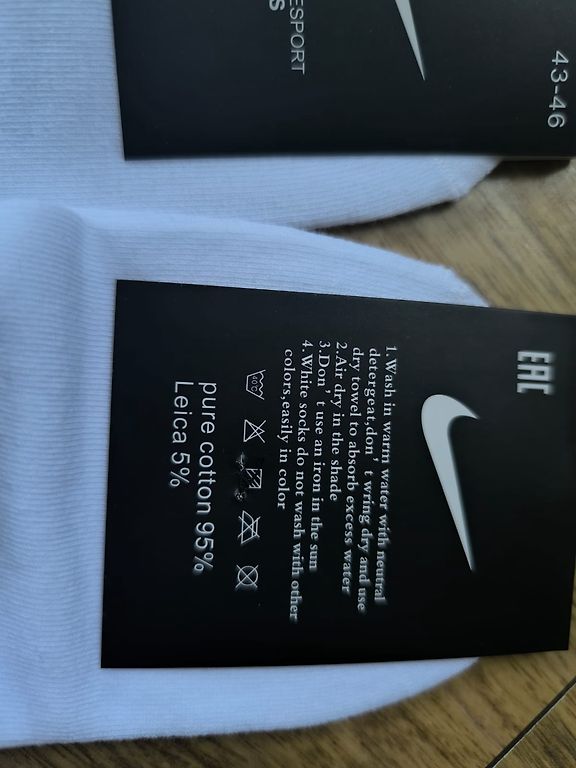 ESPORT
S
43-46
EAC
1.Wash in warm water with neutral
detergeat,don't wring dry and use
dry towel to absorb excess water
2.Air dry in the shade
3.Don't use an iron in the sun
4.White socks do not wash with other
colors,easily in color
pure cotton 95%
Leica 5%